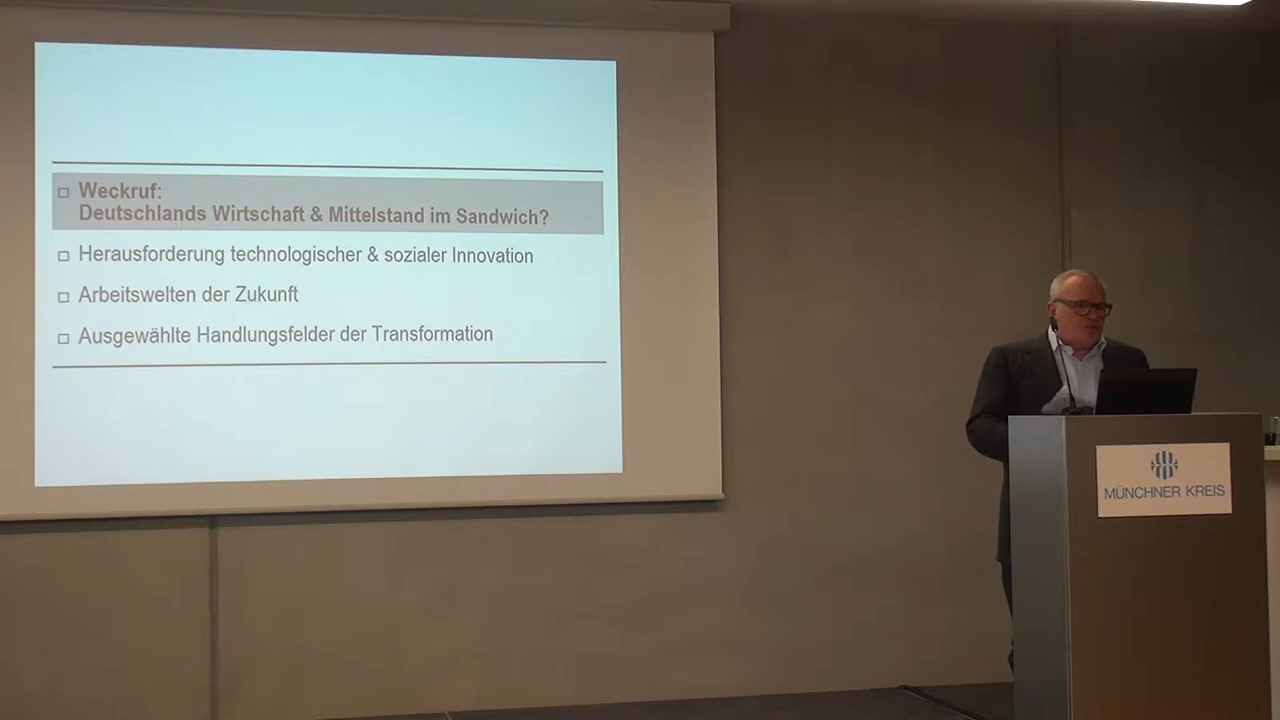 Weckruf:
Deutschlands Wirtschaft & Mittelstand im Sandwich?
Herausforderung technologischer & sozialer Innovation
Arbeitswelten der Zukunft
Ausgewählte Handlungsfelder der Transformation
MÜNCHNER KREIS